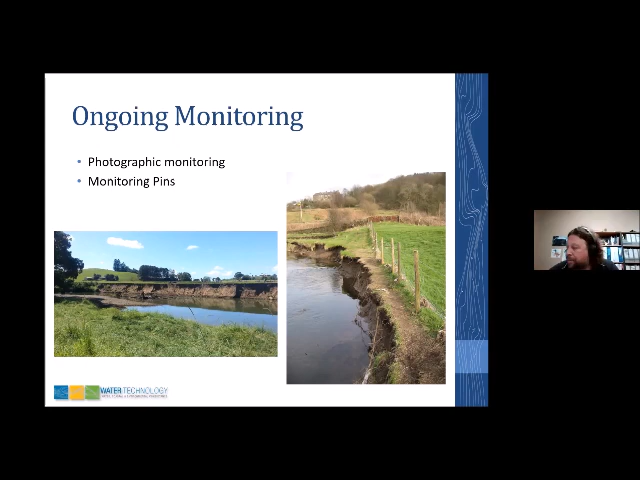 Ongoing Monitoring
• Photographic monitoring
• Monitoring Pins
WATER TECHNOLOGY